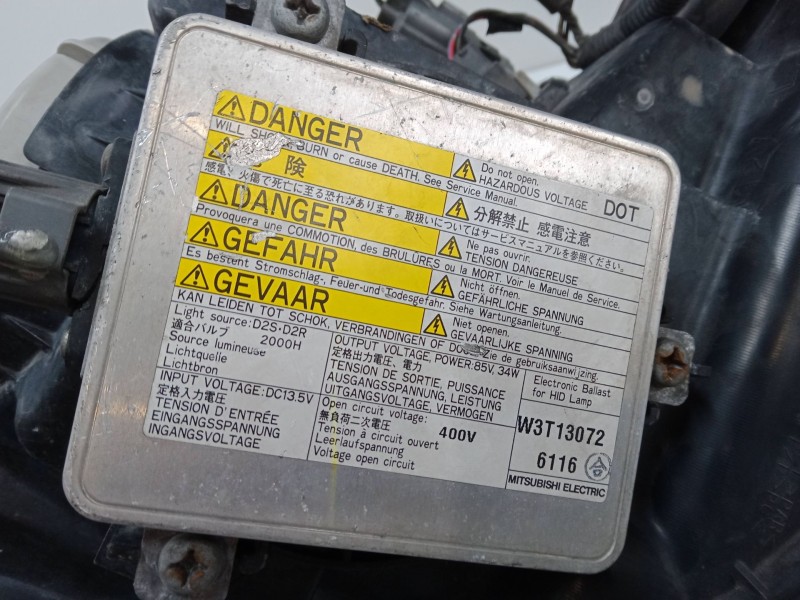 DANGER
WILL SHOCK, BURN or cause DEATH. See Service Manual.
Do not open.
HAZARDOUS VOLTAGE
DOT
険
感電、火傷で死亡に至る恐れがあります。取扱いについてはサービスマニュアルを参照ください。
分解禁止 感電注意
DANGER
Provoquera une COMMOTION, des BRULURES ou la MORT. Voir le Manuel de Service.
Ne pas ouvrir.
TENSION DANGEREUSE
GEFAHR
Es besteht Stromschlag-, Feuer-und Todesgefahr. Siehe Wartungsanleitung.
Nicht öffnen.
GEFÄHRLICHE SPANNUNG
GEVAAR
KAN LEIDEN TOT SCHOK, VERBRANDINGEN OF Zie de gebruiksaanwijzing.
Niet openen.
GEVAARLIJKE SPANNING
Light source:D2S·D2R
適合バルブ 2000H
Source lumineuse
Lichtquelle
Lichtbron
INPUT VOLTAGE:DC13.5V
定格入力電圧
TENSION D'ENTRÉE
EINGANGSSPANNUNG
INGANGSVOLTAGE
OUTPUT VOLTAGE, POWER:85V, 34W
定格出力電圧、電力
TENSION DE SORTIE, PUISSANCE
AUSGANGSSPANNUNG, LEISTUNG
UITGANGSVOLTAGE, VERMOGEN
Open circuit voltage:
無負荷二次電圧
Tension à circuit ouvert
Leerlaufspannung
Voltage open circuit
400V
Electronic Ballast
for HID Lamp
W3T13072
6116 合
MITSUBISHI ELECTRIC